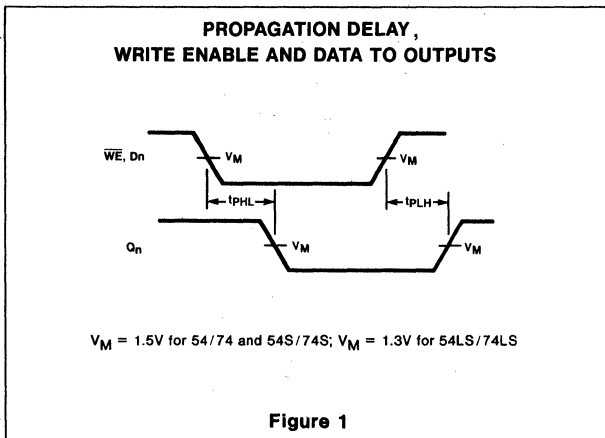 PROPAGATION DELAY,
WRITE ENABLE AND DATA TO OUTPUTS
W̅E̅, Dn
VM
VM
tPHL
tPLH
Qn
VM
VM
VM = 1.5V for 54/74 and 54S/74S; VM = 1.3V for 54LS/74LS
Figure 1